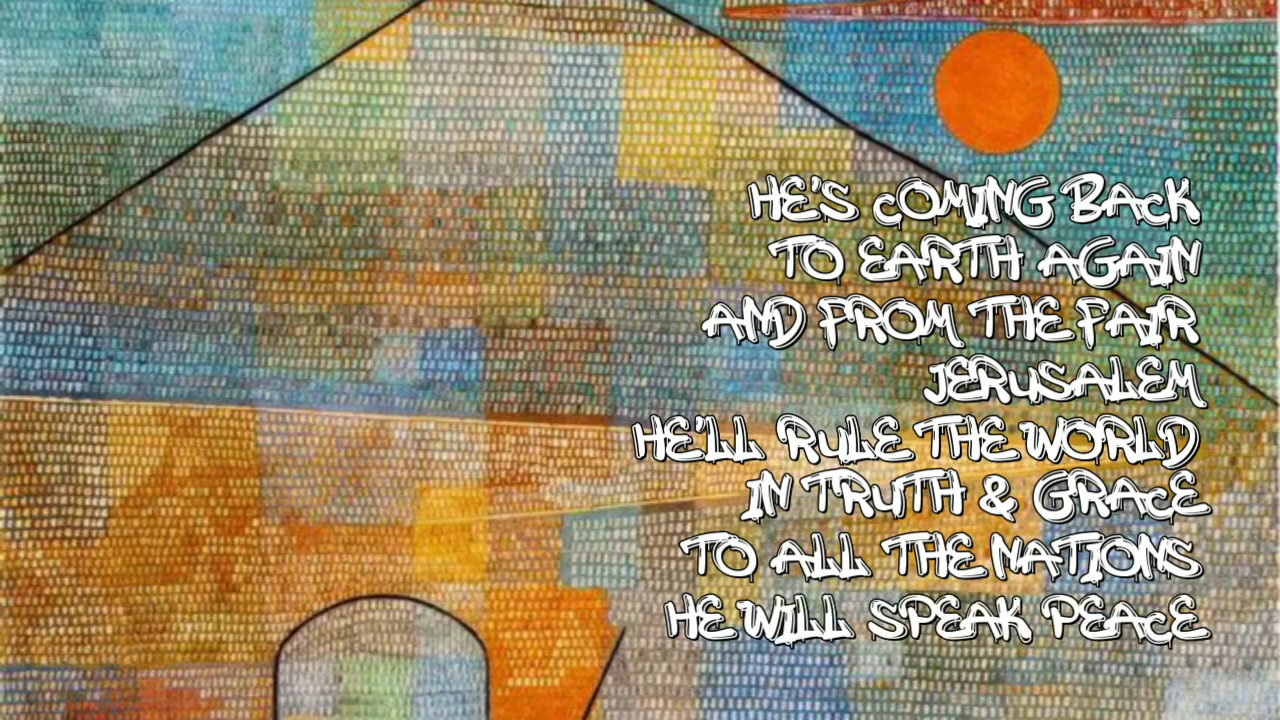 HE'S COMING BACK
TO EARTH AGAIN
AND FROM THE FAIR
JERUSALEM
HE'LL RULE THE WORLD
IN TRUTH & GRACE
TO ALL THE NATIONS
HE WILL SPEAK PEACE